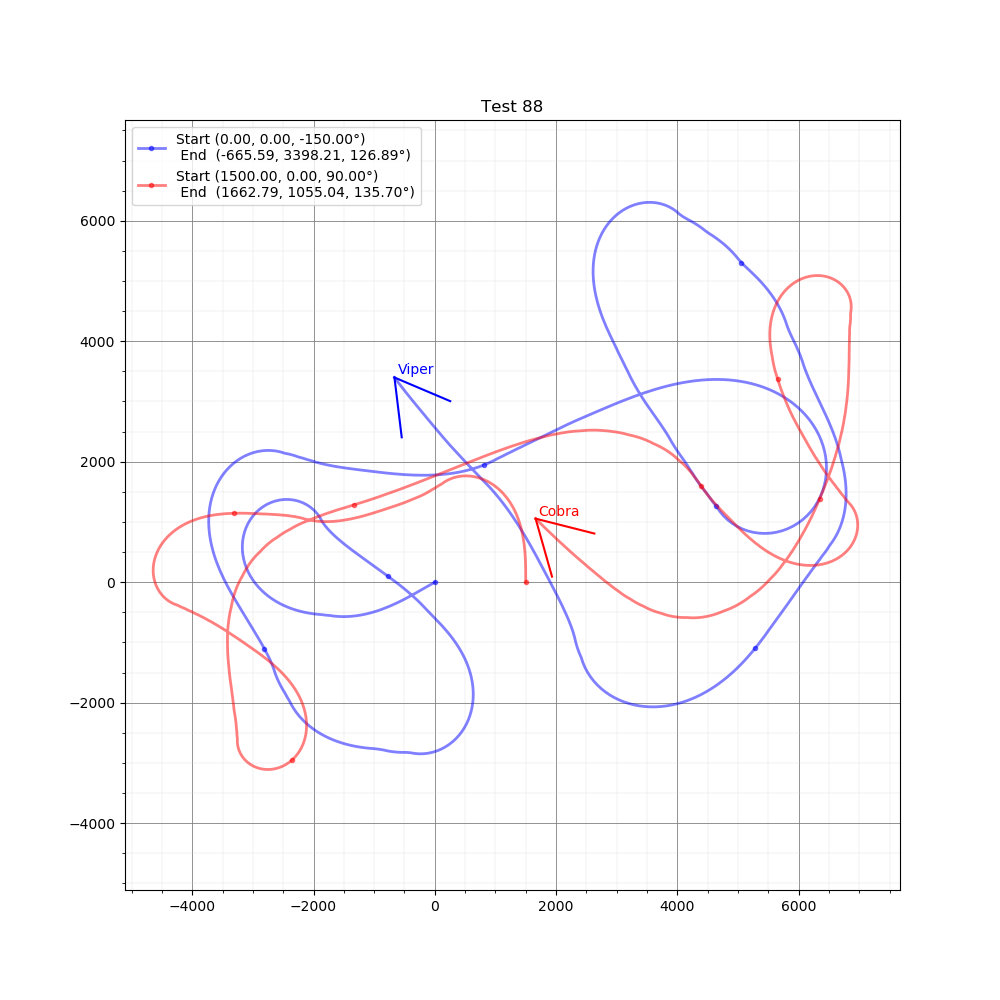 Test 88
Start (0.00, 0.00, -150.00°)
End (-665.59, 3398.21, 126.89°)
Start (1500.00, 0.00, 90.00°)
End (1662.79, 1055.04, 135.70°)
6000
4000
Viper
2000
Cobra
0
−2000
−4000
−4000 −2000 0 2000 4000 6000